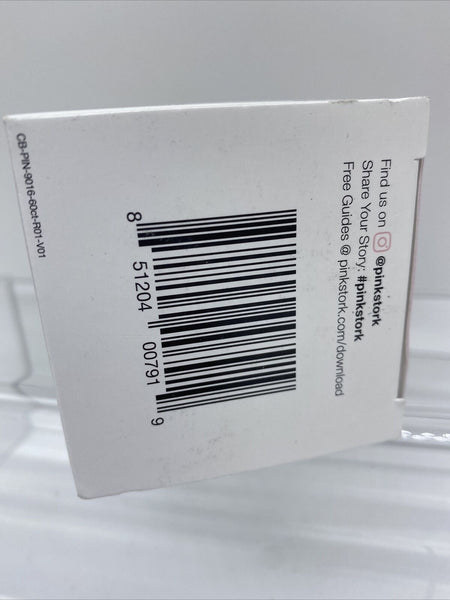 Find us on @pinkstork
Share Your Story: #pinkstork
Free Guides @ pinkstork.com/download
8 51204 00791 9
CB-PIN-9016-60ct-R01-V01